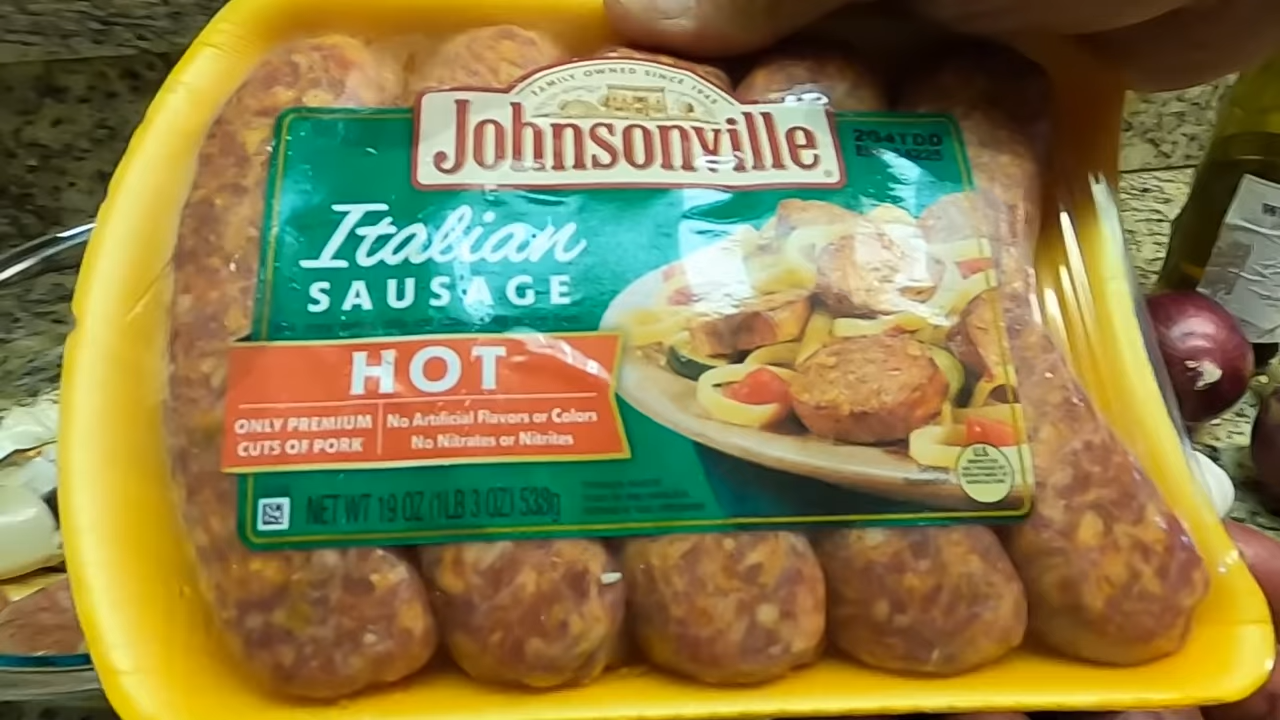 FAMILY OWNED SINCE 1945
Johnsonville
Italian
SAUSAGE
HOT
ONLY PREMIUM
CUTS OF PORK
No Artificial Flavors or Colors
No Nitrates or Nitrites
NET WT 19 OZ (1LB 3 OZ) 538g
U.S.
INSPECTED